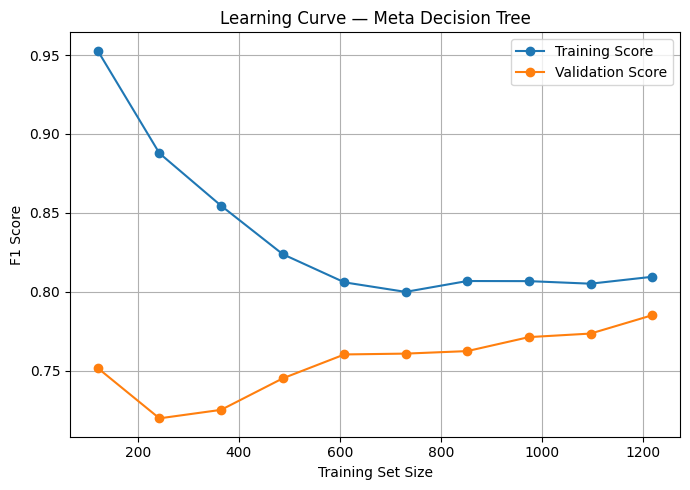 Learning Curve — Meta Decision Tree
Training Score
Validation Score
F1 Score
0.95
0.90
0.85
0.80
0.75
200 400 600 800 1000 1200
Training Set Size